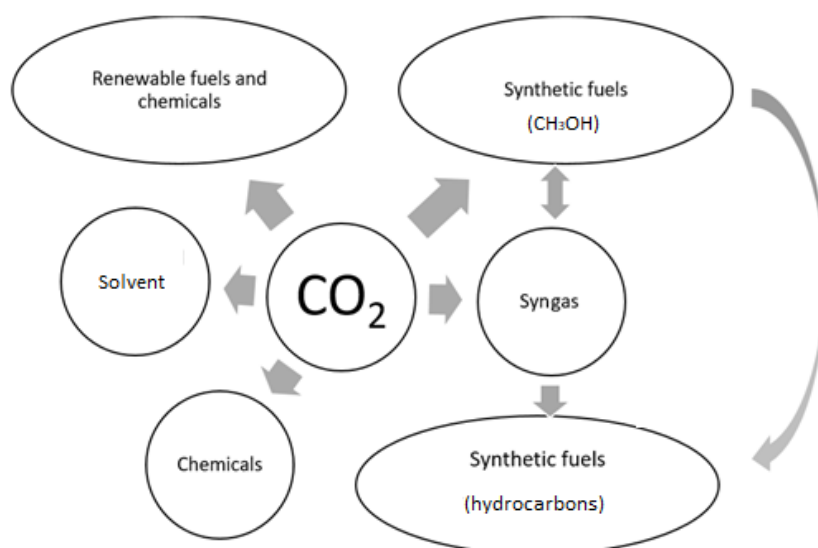 Renewable fuels and
chemicals
Synthetic fuels
(CH₃OH)
Solvent
CO₂
Syngas
Chemicals
Synthetic fuels
(hydrocarbons)